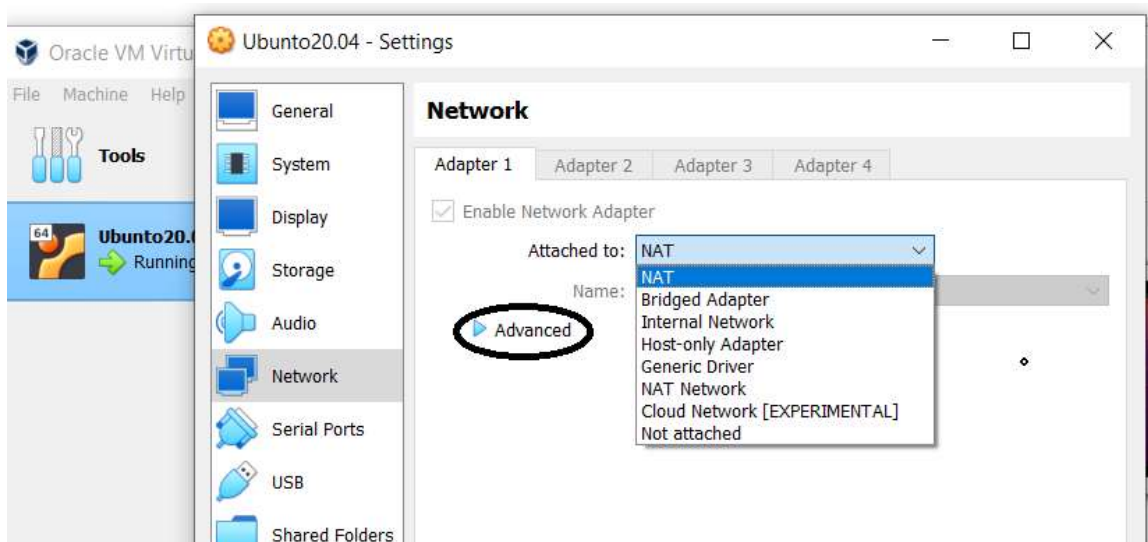 Oracle VM Virtu
File Machine Help
Tools
64
Ubunto20.0
Running
Ubunto20.04 - Settings
General
System
Display
Storage
Audio
Network
Serial Ports
USB
Shared Folders
Network
Adapter 1 Adapter 2 Adapter 3 Adapter 4
Enable Network Adapter
Attached to: NAT
NAT
Bridged Adapter
Internal Network
Host-only Adapter
Generic Driver
NAT Network
Cloud Network [EXPERIMENTAL]
Not attached
Name:
Advanced